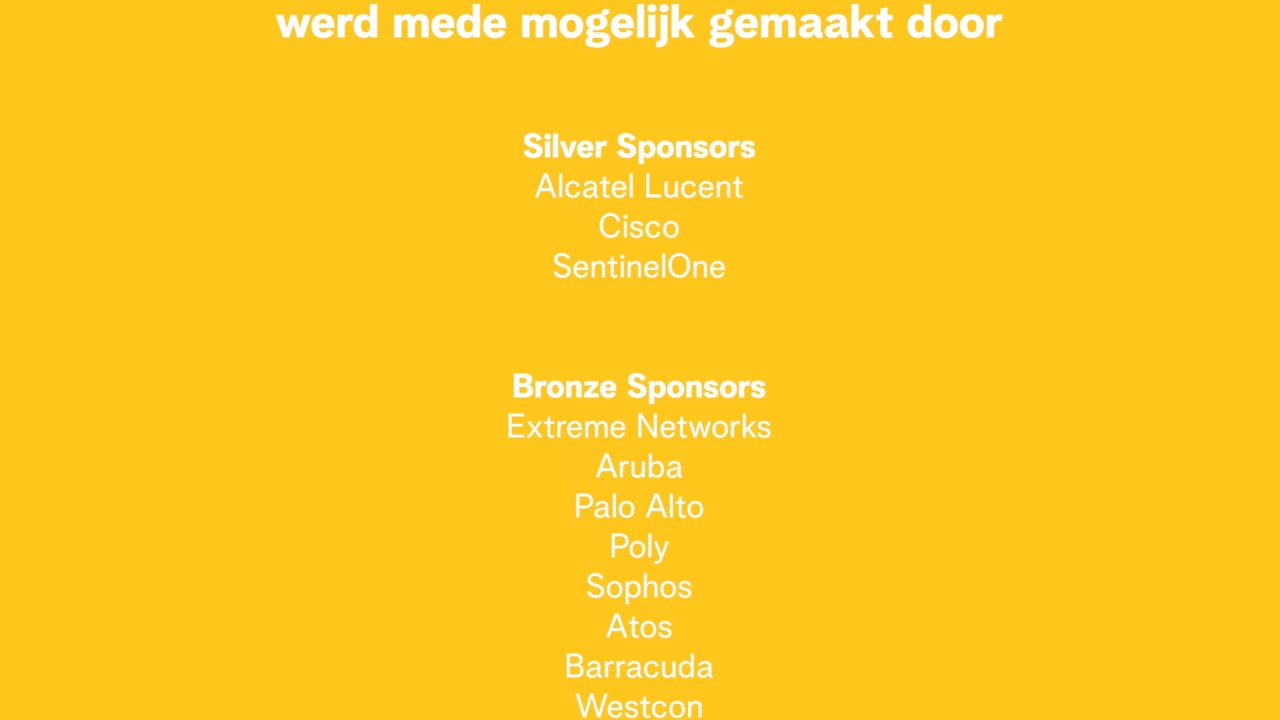 werd mede mogelijk gemaakt door
Silver Sponsors
Alcatel Lucent
Cisco
SentinelOne
Bronze Sponsors
Extreme Networks
Aruba
Palo Alto
Poly
Sophos
Atos
Barracuda
Westcon